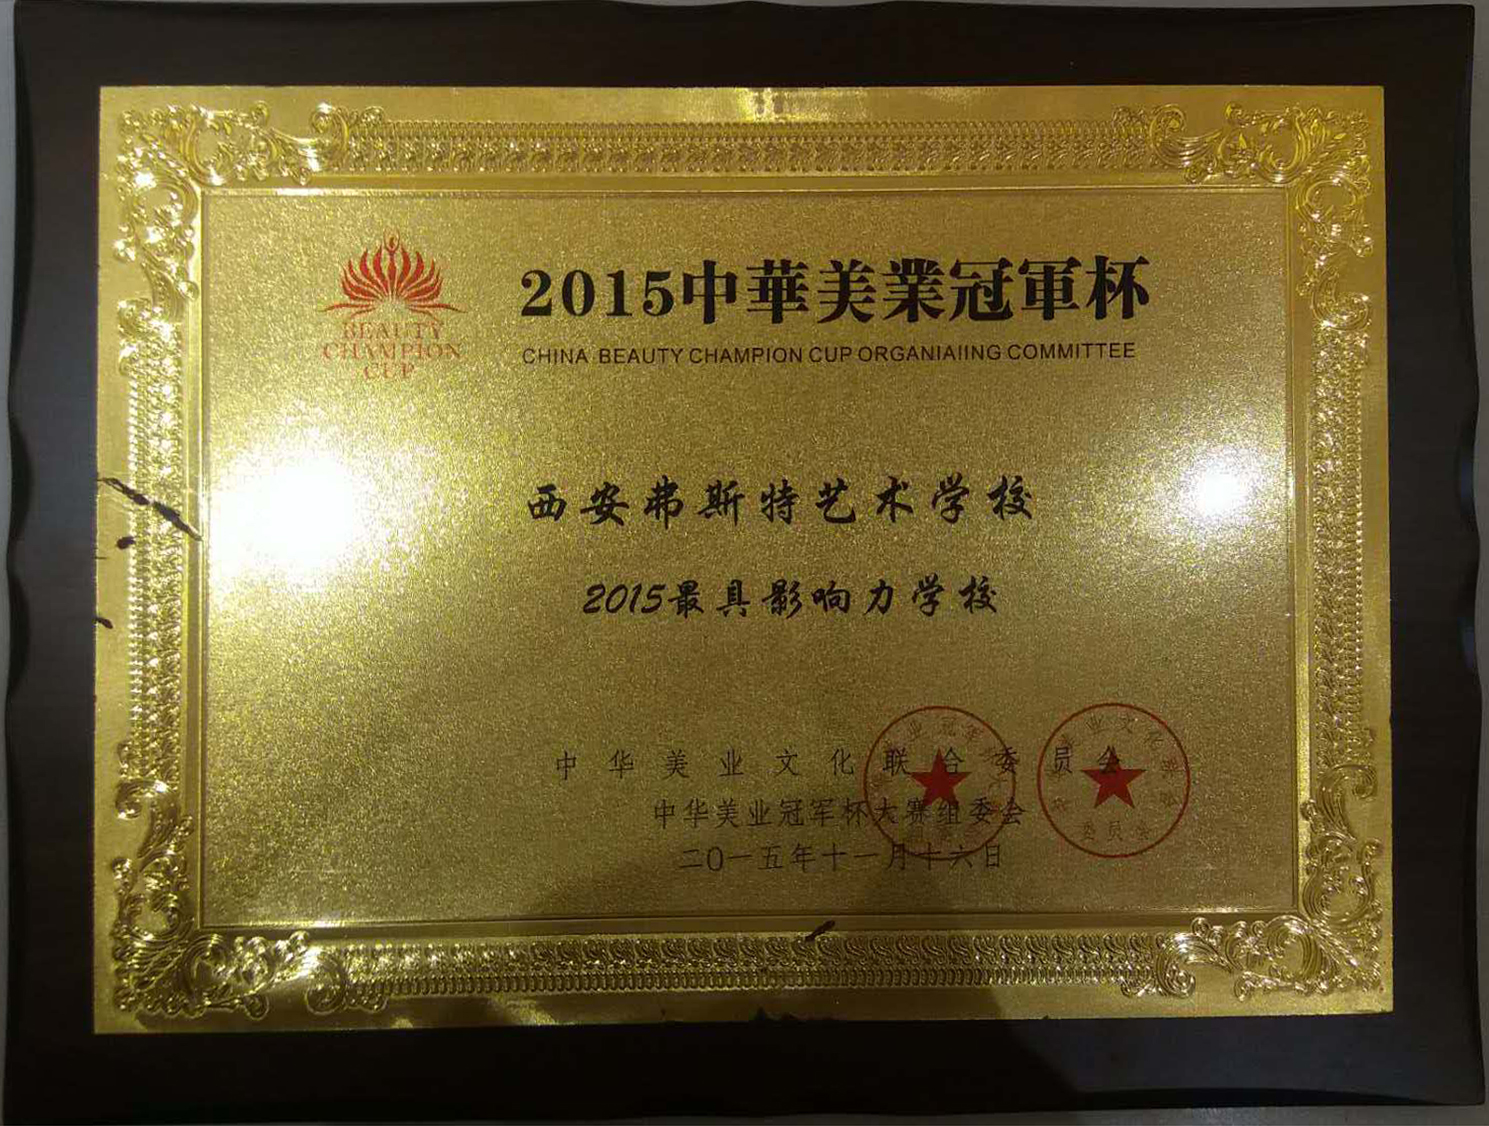 2015中華美業冠軍杯
BEAUTY
CHAMPION
CUP
CHINA BEAUTY CHAMPION CUP ORGANIAIING COMMITTEE
西安弗斯特艺术学校
2015最具影响力学校
中华美业文化联合委员会
中华美业冠军杯大赛组委会
二〇一五年十一月十六日
委员会